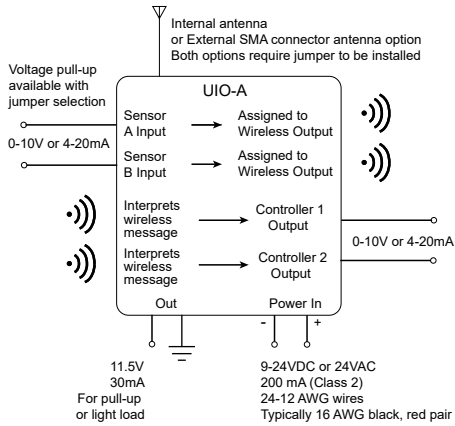 Internal antenna
or External SMA connector antenna option
Both options require jumper to be installed
Voltage pull-up
available with
jumper selection
UIO-A
Sensor
A Input
Assigned to
Wireless Output
0-10V or 4-20mA
Sensor
B Input
Assigned to
Wireless Output
Interprets
wireless
message
Controller 1
Output
0-10V or 4-20mA
Interprets
wireless
message
Controller 2
Output
Out
Power In
- +
11.5V
30mA
For pull-up
or light load
9-24VDC or 24VAC
200 mA (Class 2)
24-12 AWG wires
Typically 16 AWG black, red pair